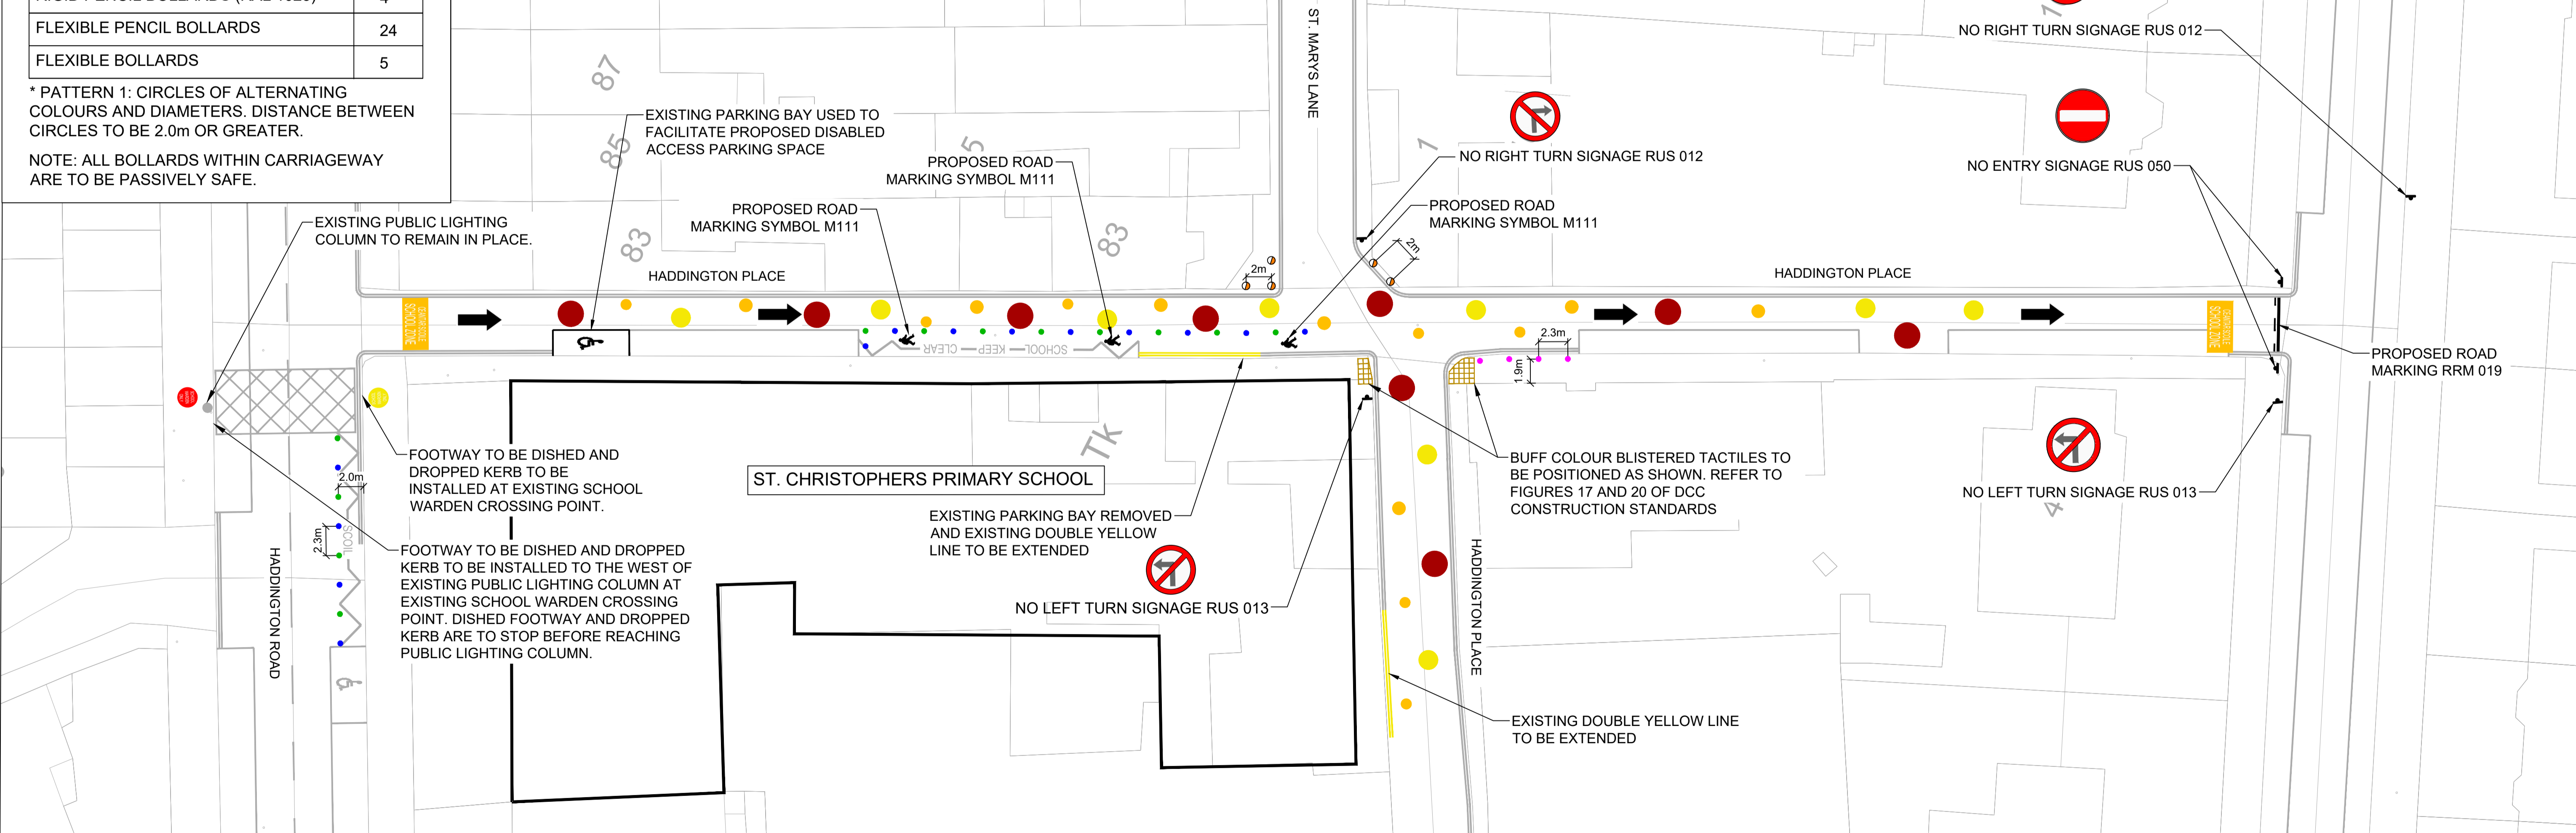 FLEXIBLE PENCIL BOLLARDS 24
FLEXIBLE BOLLARDS 5
* PATTERN 1: CIRCLES OF ALTERNATING
COLOURS AND DIAMETERS. DISTANCE BETWEEN
CIRCLES TO BE 2.0m OR GREATER.
NOTE: ALL BOLLARDS WITHIN CARRIAGEWAY
ARE TO BE PASSIVELY SAFE.
EXISTING PUBLIC LIGHTING
COLUMN TO REMAIN IN PLACE.
87
85
83
EXISTING PARKING BAY USED TO
FACILITATE PROPOSED DISABLED
ACCESS PARKING SPACE
5
PROPOSED ROAD
MARKING SYMBOL M111
PROPOSED ROAD
MARKING SYMBOL M111
83
HADDINGTON PLACE
2m
ST. MARYS LANE
1
NO RIGHT TURN SIGNAGE RUS 012
PROPOSED ROAD
MARKING SYMBOL M111
2m
HADDINGTON PLACE
1
NO RIGHT TURN SIGNAGE RUS 012
NO ENTRY SIGNAGE RUS 050
SCHOOL ZONE
SCHOOL KEEP CLEAR
2.3m
1.9m
SCHOOL ZONE
PROPOSED ROAD
MARKING RRM 019
FOOTWAY TO BE DISHED AND
DROPPED KERB TO BE
INSTALLED AT EXISTING SCHOOL
WARDEN CROSSING POINT.
2.0m
2.3m
SCOIL
HADDINGTON ROAD
FOOTWAY TO BE DISHED AND DROPPED
KERB TO BE INSTALLED TO THE WEST OF
EXISTING PUBLIC LIGHTING COLUMN AT
EXISTING SCHOOL WARDEN CROSSING
POINT. DISHED FOOTWAY AND DROPPED
KERB ARE TO STOP BEFORE REACHING
PUBLIC LIGHTING COLUMN.
Tk
ST. CHRISTOPHERS PRIMARY SCHOOL
EXISTING PARKING BAY REMOVED
AND EXISTING DOUBLE YELLOW
LINE TO BE EXTENDED
NO LEFT TURN SIGNAGE RUS 013
HADDINGTON PLACE
BUFF COLOUR BLISTERED TACTILES TO
BE POSITIONED AS SHOWN. REFER TO
FIGURES 17 AND 20 OF DCC
CONSTRUCTION STANDARDS
NO LEFT TURN SIGNAGE RUS 013
4
EXISTING DOUBLE YELLOW LINE
TO BE EXTENDED